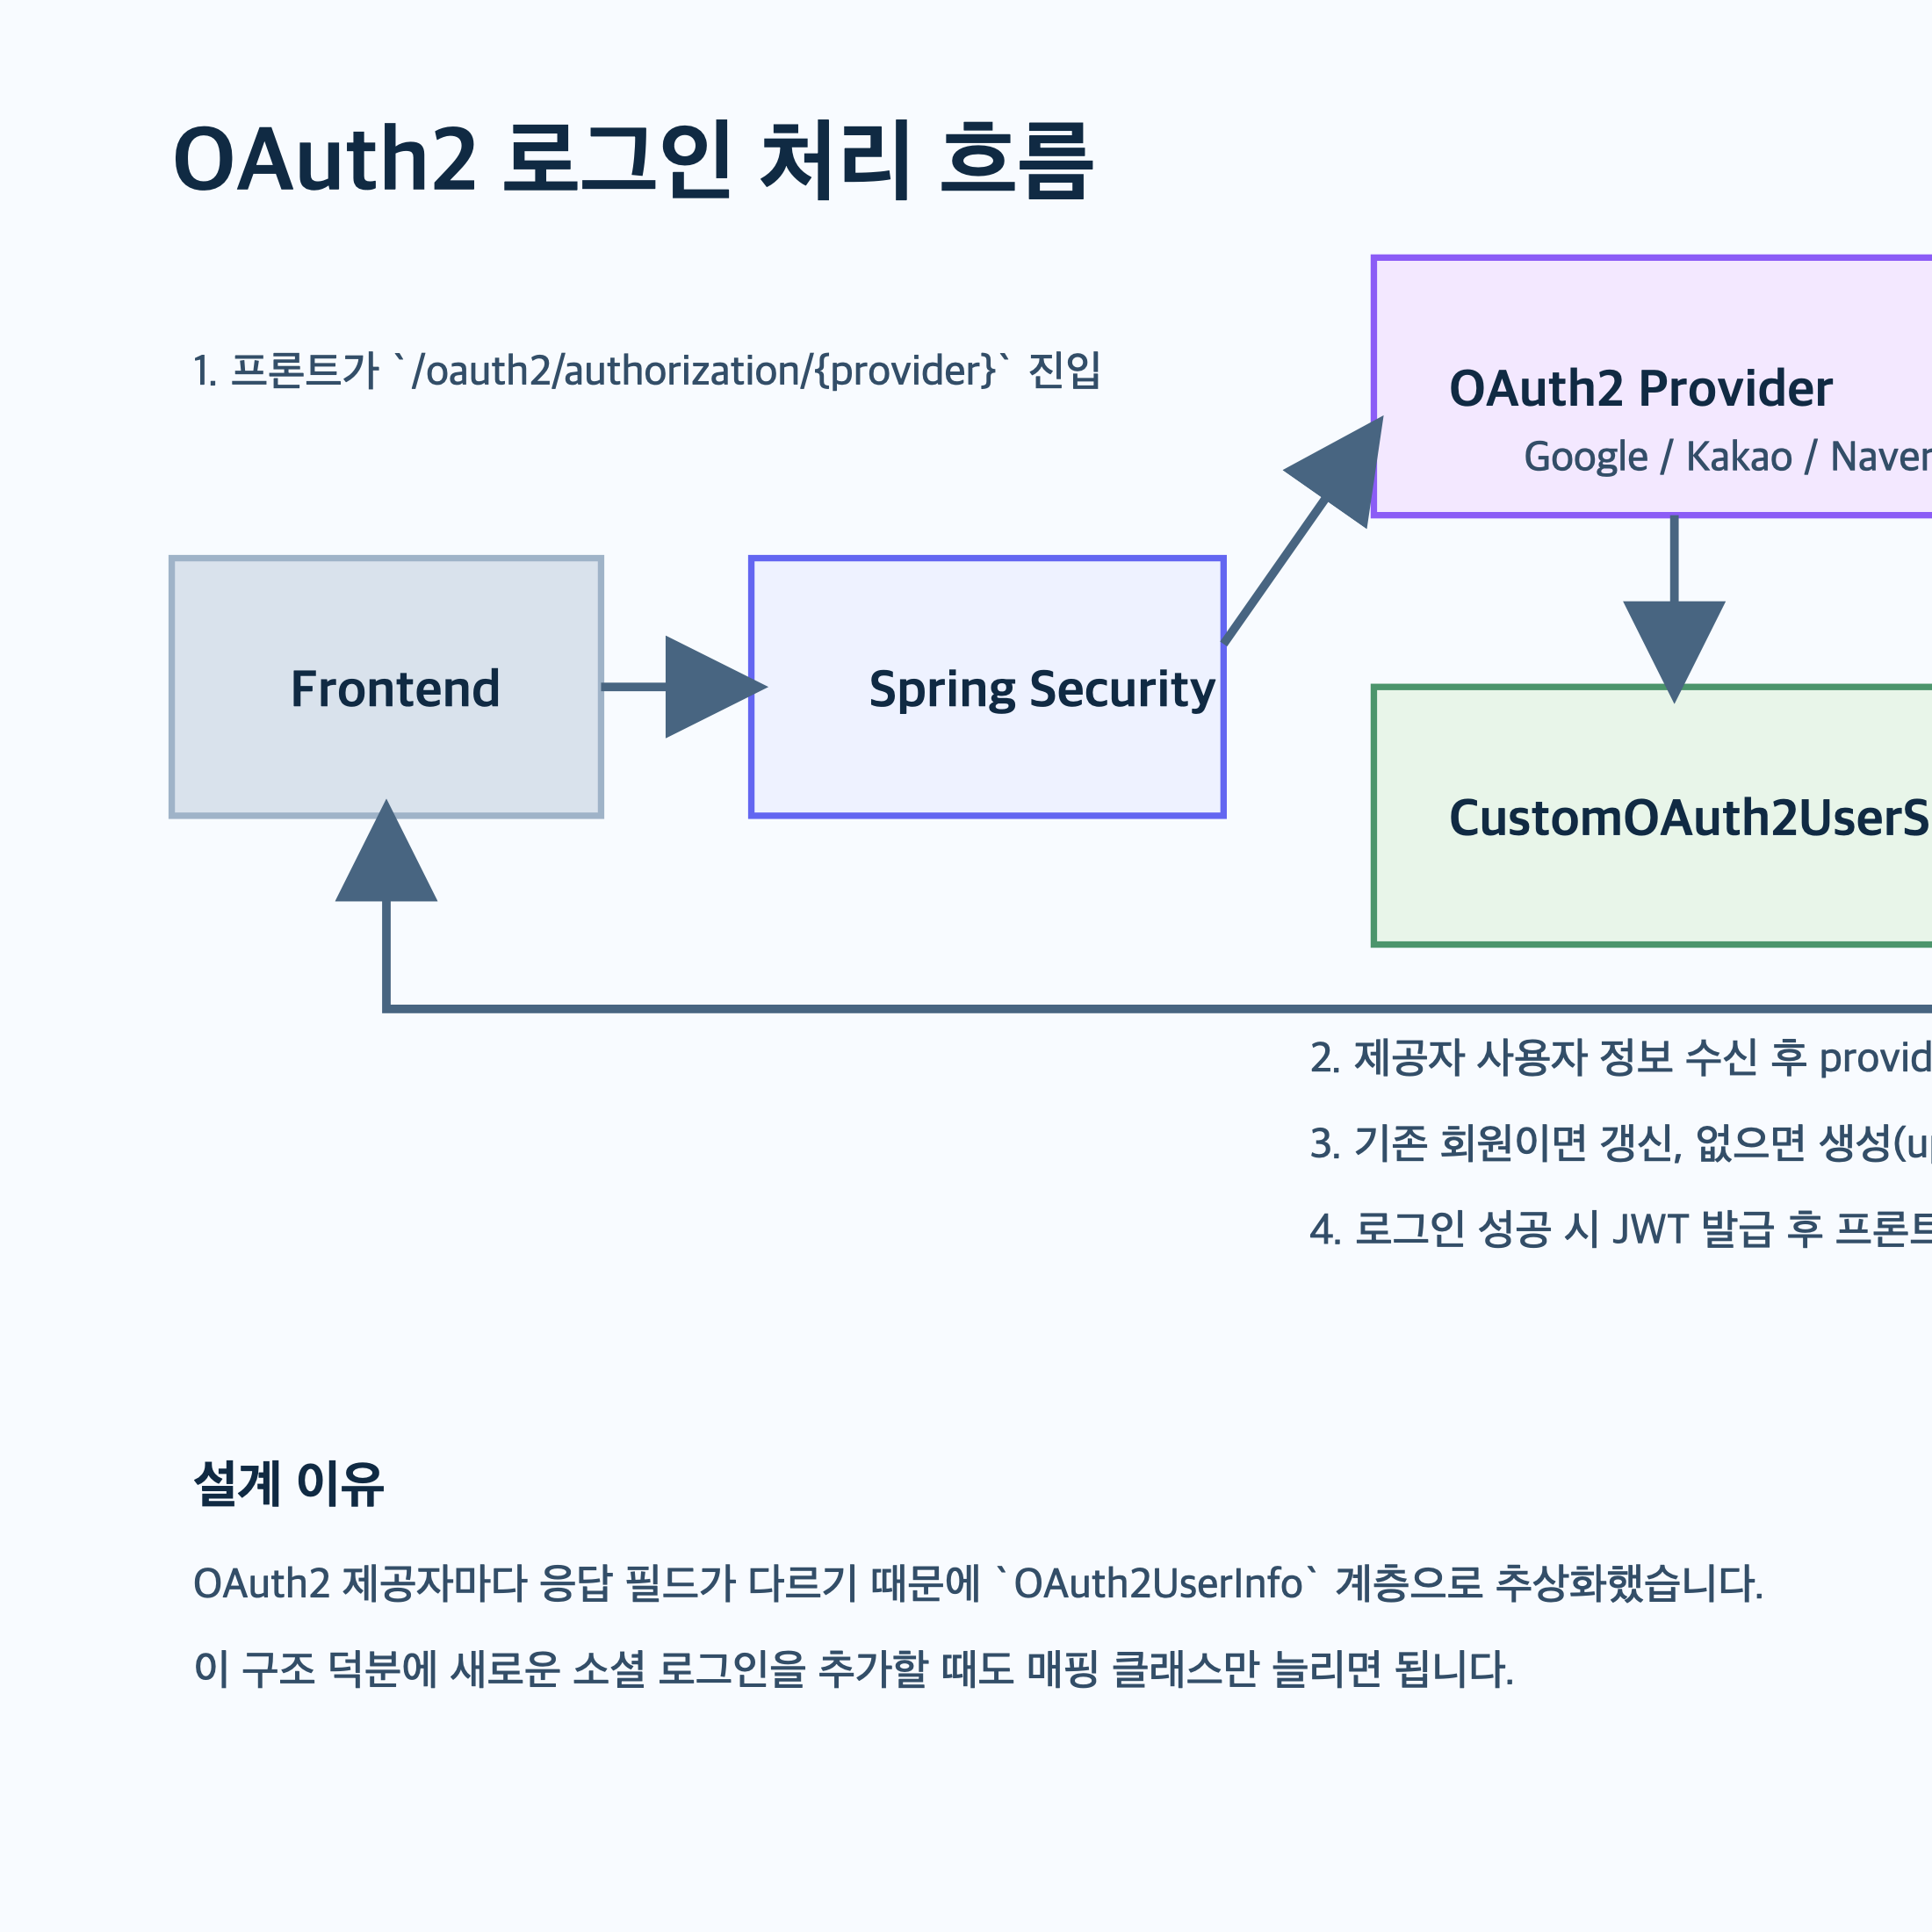 OAuth2 로그인 처리 흐름
1. 프론트가 `/oauth2/authorization/{provider}` 진입
OAuth2 Provider
Google / Kakao / Naver
Frontend
Spring Security
CustomOAuth2UserS
2. 제공자 사용자 정보 수신 후 provid
3. 기존 회원이면 갱신, 없으면 생성(u
4. 로그인 성공 시 JWT 발급 후 프론트
설계 이유
OAuth2 제공자마다 응답 필드가 다르기 때문에 `OAuth2UserInfo` 계층으로 추상화했습니다.
이 구조 덕분에 새로운 소셜 로그인을 추가할 때도 매핑 클래스만 늘리면 됩니다.